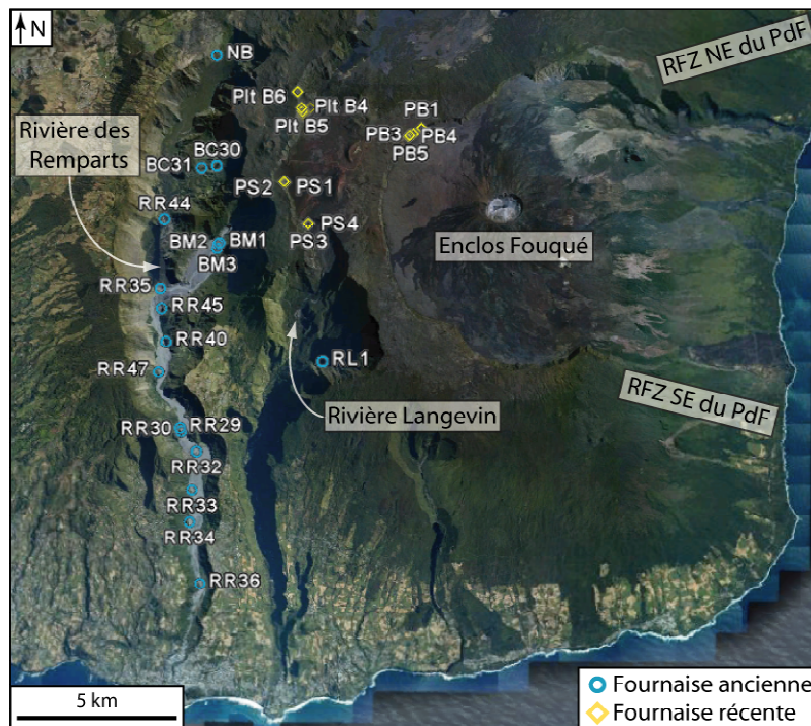 N
NB
RFZ NE du PdF
Plt B6
Plt B4
Plt B5
PB1
PB3
PB4
PB5
Rivière des
Remparts
BC30
BC31
PS2
PS1
RR44
PS4
PS3
BM2
BM1
BM3
Enclos Fouqué
RR35
RR45
RR40
RL1
RR47
RFZ SE du PdF
Rivière Langevin
RR30
RR29
RR32
RR33
RR34
RR36
5 km
Fournaise ancienne
Fournaise récente